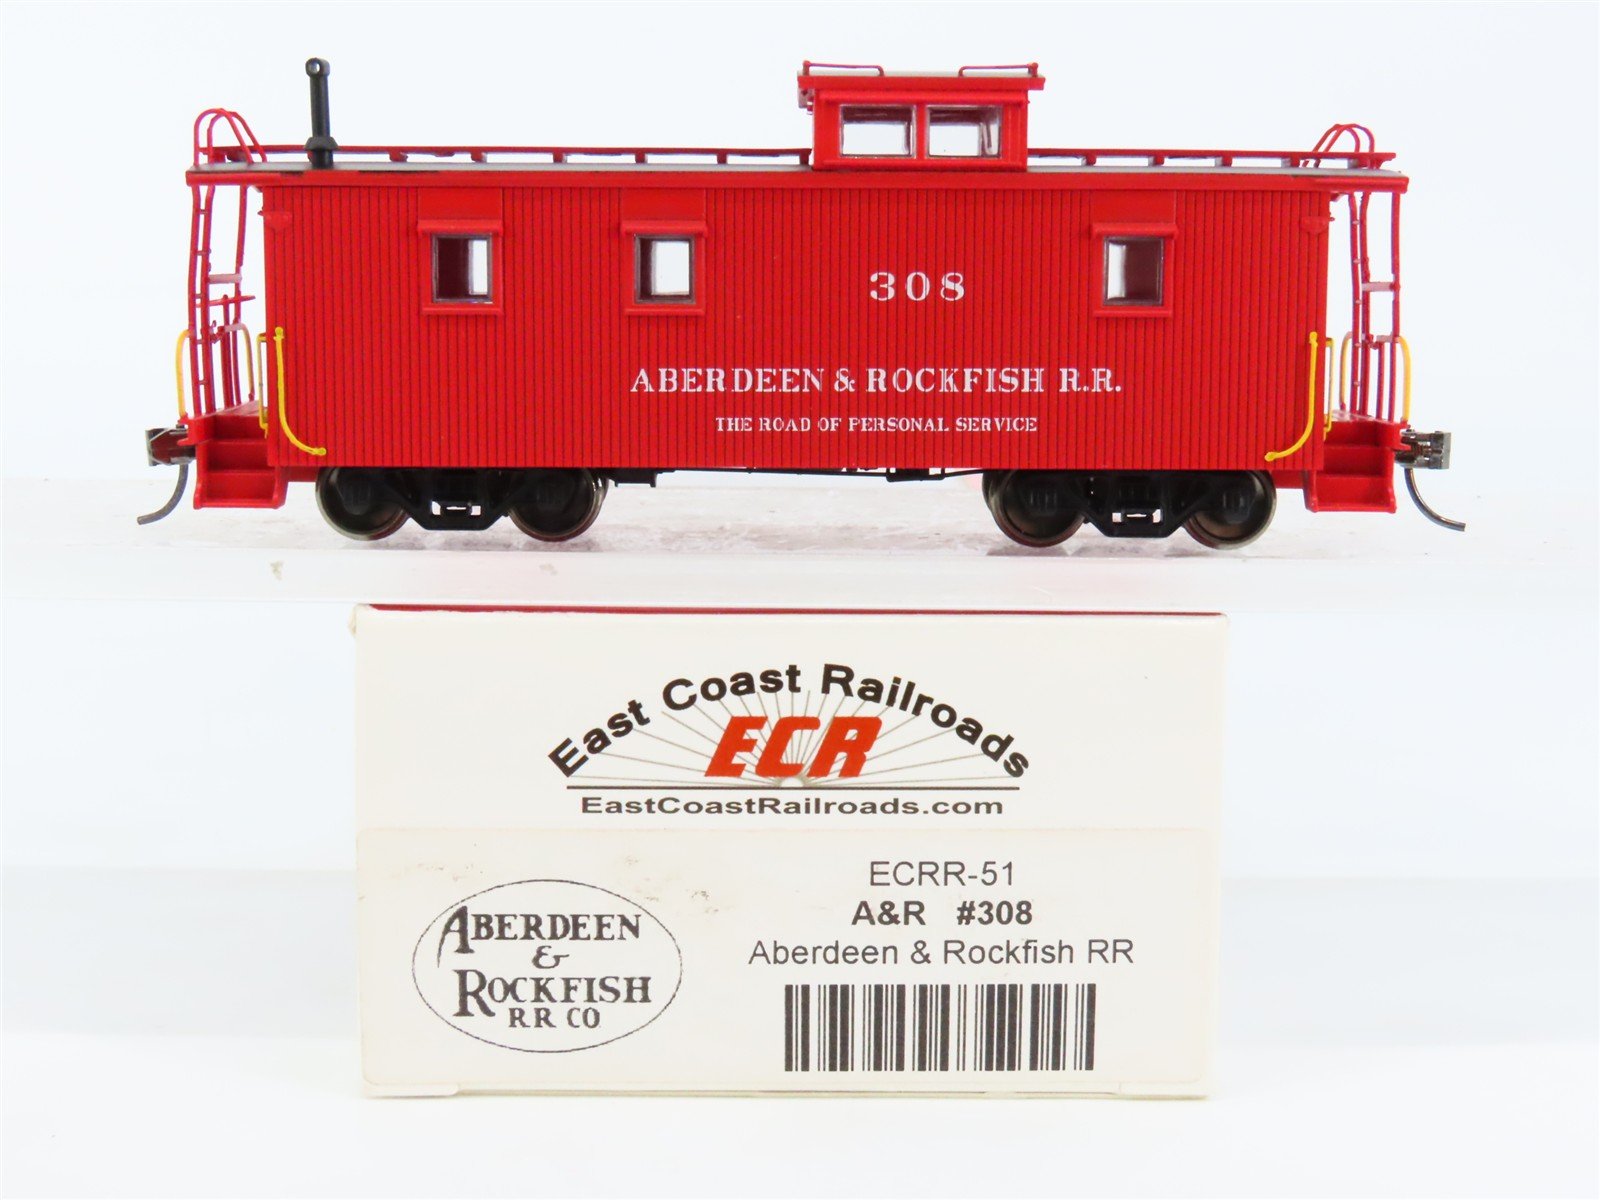 308
ABERDEEN & ROCKFISH R.R.
THE ROAD OF PERSONAL SERVICE
East Coast Railroads
ECR
EastCoastRailroads.com
ABERDEEN
&
ROCKFISH
RR CO
ECRR-51
A&R #308
Aberdeen & Rockfish RR